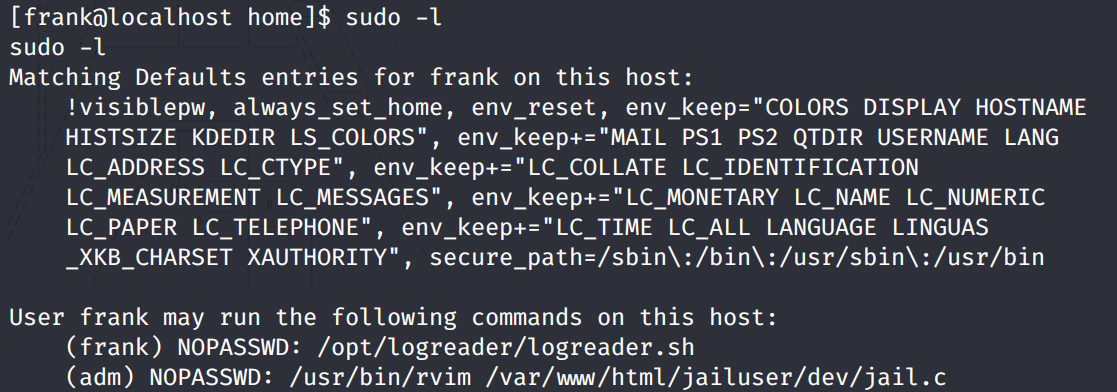 [frank@localhost home]$ sudo -l
sudo -l
Matching Defaults entries for frank on this host:
    !visiblepw, always_set_home, env_reset, env_keep="COLORS DISPLAY HOSTNAME
    HISTSIZE KDEDIR LS_COLORS", env_keep+="MAIL PS1 PS2 QTDIR USERNAME LANG
    LC_ADDRESS LC_CTYPE", env_keep+="LC_COLLATE LC_IDENTIFICATION
    LC_MEASUREMENT LC_MESSAGES", env_keep+="LC_MONETARY LC_NAME LC_NUMERIC
    LC_PAPER LC_TELEPHONE", env_keep+="LC_TIME LC_ALL LANGUAGE LINGUAS
    _XKB_CHARSET XAUTHORITY", secure_path=/sbin\:/bin\:/usr/sbin\:/usr/bin

User frank may run the following commands on this host:
    (frank) NOPASSWD: /opt/logreader/logreader.sh
    (adm) NOPASSWD: /usr/bin/rvim /var/www/html/jailuser/dev/jail.c